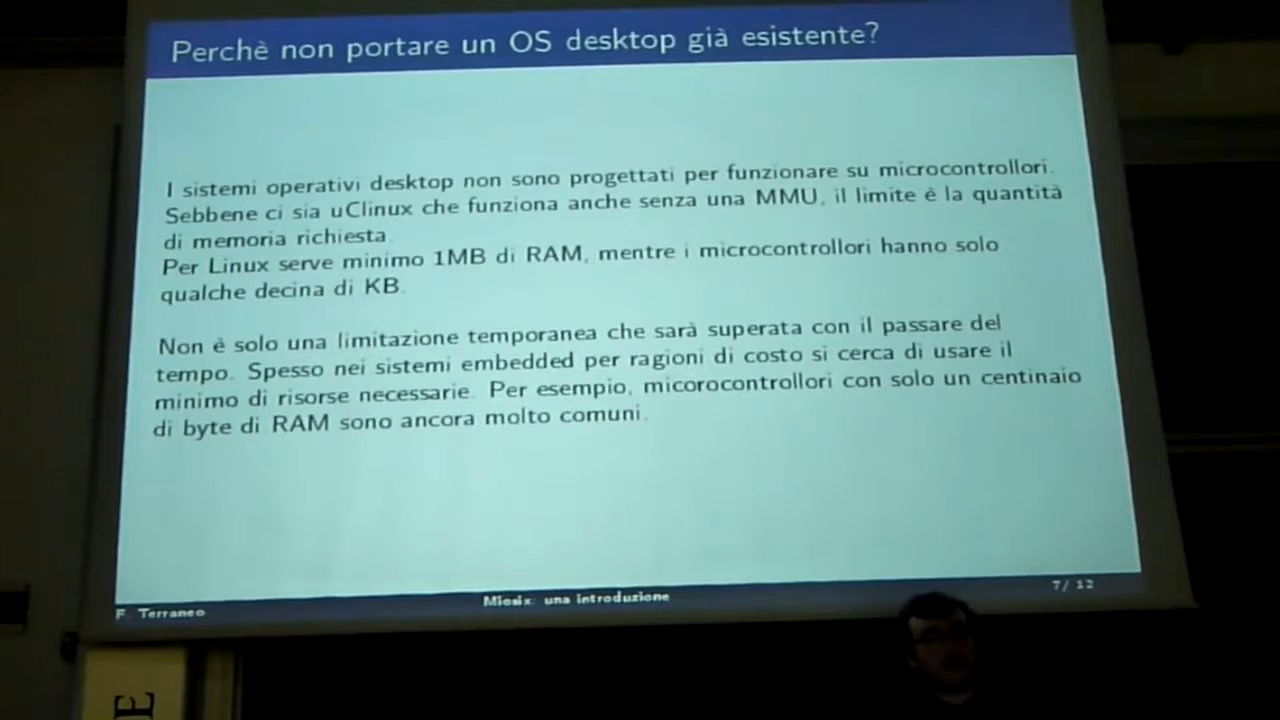 Perchè non portare un OS desktop già esistente?
I sistemi operativi desktop non sono progettati per funzionare su microcontrollori.
Sebbene ci sia uClinux che funziona anche senza una MMU, il limite è la quantità
di memoria richiesta.
Per Linux serve minimo 1MB di RAM, mentre i microcontrollori hanno solo
qualche decina di KB.
Non è solo una limitazione temporanea che sarà superata con il passare del
tempo. Spesso nei sistemi embedded per ragioni di costo si cerca di usare il
minimo di risorse necessarie. Per esempio, micorocontrollori con solo un centinaio
di byte di RAM sono ancora molto comuni.
F. Terraneo
Miosix: una introduzione
7/ 12